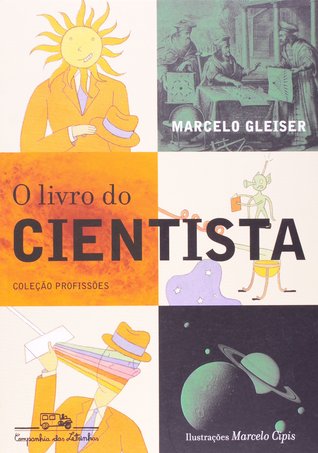 MARCELO GLEISER
O livro do
CIENTISTA
COLEÇÃO PROFISSÕES
Companhia das Letrinhas
Ilustrações Marcelo Cipis